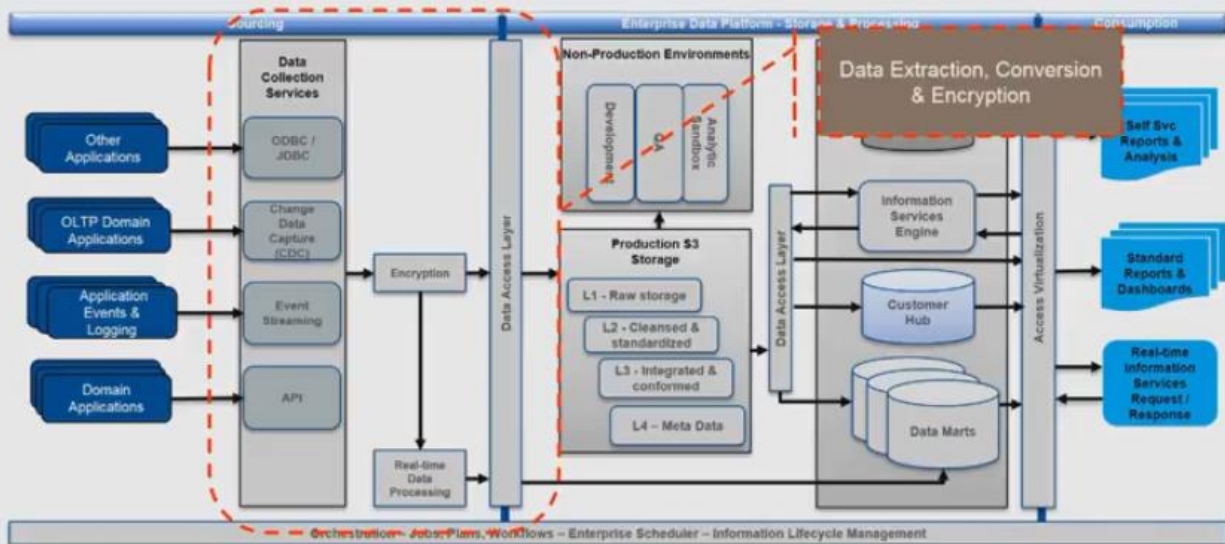 Sourcing
Enterprise Data Platform - Storage & Processing
Consumption
Data
Collection
Services
ODBC /
JDBC
Change
Data
Capture
(CDC)
Event
Streaming
API
Other
Applications
OLTP Domain
Applications
Application
Events &
Logging
Domain
Applications
Encryption
Real-time
Data
Processing
Data Access Layer
Non-Production Environments
Development
QA
Analytic
Sandbox
Production S3
Storage
L1 - Raw storage
L2 - Cleansed &
standardized
L3 - Integrated &
conformed
L4 – Meta Data
Data Access Layer
Data Extraction, Conversion
& Encryption
Information
Services
Engine
Customer
Hub
Data Marts
Access Virtualization
Self Svc
Reports &
Analysis
Standard
Reports &
Dashboards
Real-time
Information
Services
Request /
Response
Orchestration – Jobs, Plans, Workflows – Enterprise Scheduler – Information Lifecycle Management